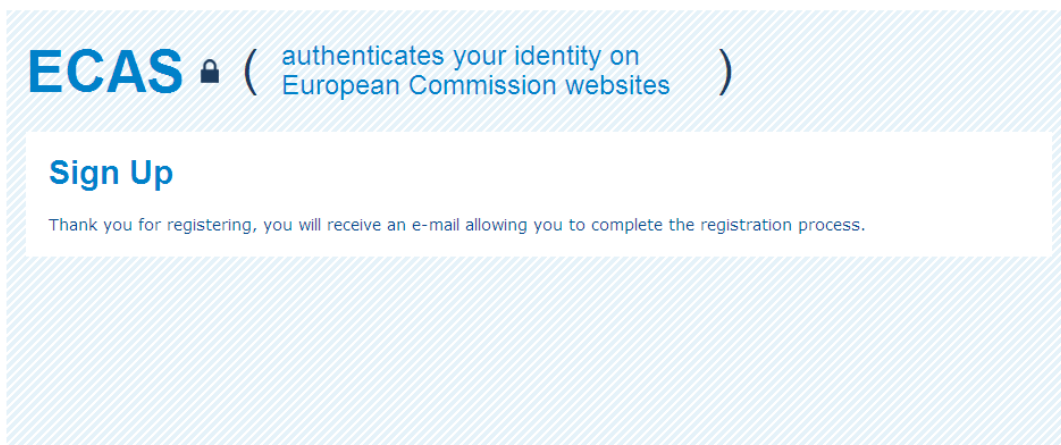 ECAS ( authenticates your identity on
European Commission websites )
Sign Up
Thank you for registering, you will receive an e-mail allowing you to complete the registration process.